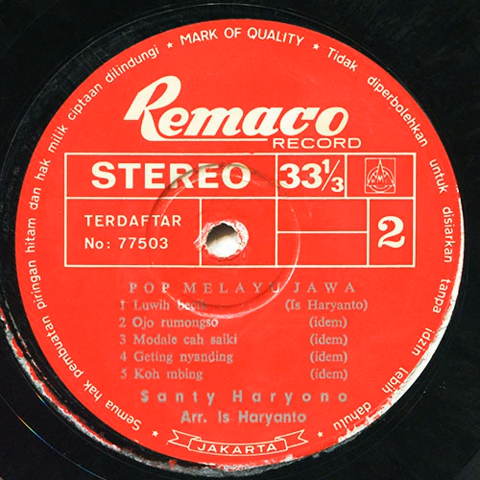 Semua hak pembuatan piringan hitam dan hak milik ciptaan dilindungi ★ MARK OF QUALITY ★ Tidak diperbolehkan untuk disiarkan tanpa idzin lebih dahulu ★
Remaco
RECORD
STEREO 33 1/3
TERDAFTAR
No: 77503
2
POP MELAYU JAWA
1 Luwih becik (Is Haryanto)
2 Ojo rumongso (idem)
3 Modale cah saiki (idem)
4 Geting nyanding (idem)
5 Koh mbing (idem)
Santy Haryono
Arr. Is Haryanto
JAKARTA